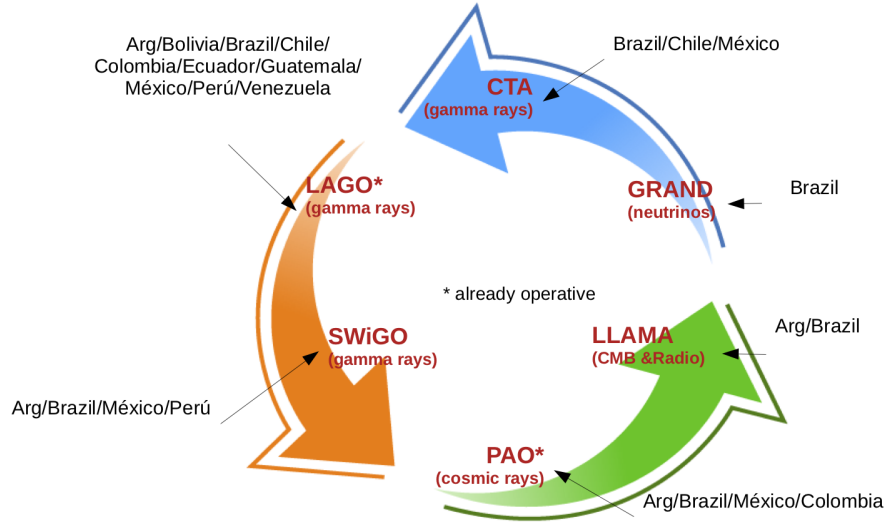 Arg/Bolivia/Brazil/Chile/
Colombia/Ecuador/Guatemala/
México/Perú/Venezuela
Brazil/Chile/México
CTA
(gamma rays)
LAGO*
(gamma rays)
GRAND
(neutrinos)
Brazil
* already operative
SWiGO
(gamma rays)
LLAMA
(CMB &Radio)
Arg/Brazil
Arg/Brazil/México/Perú
PAO*
(cosmic rays)
Arg/Brazil/México/Colombia